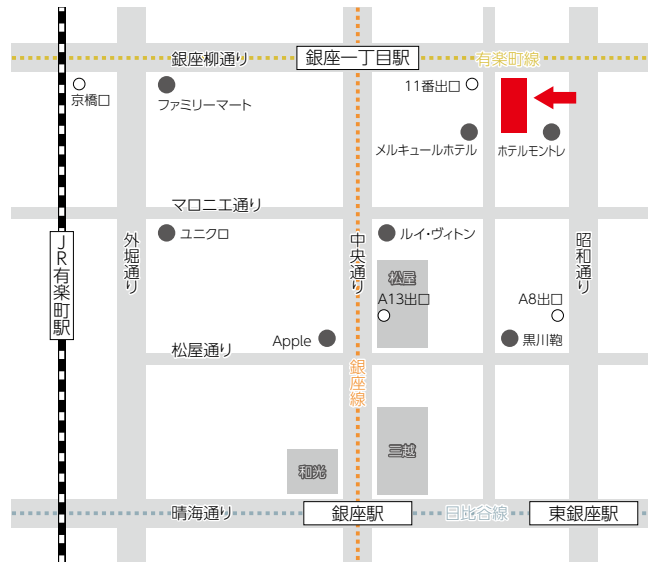 銀座柳通り
銀座一丁目駅
有楽町線
京橋口
ファミリーマート
11番出口
メルキュールホテル
ホテルモントレ
マロニエ通り
外堀通り
ユニクロ
中央通り
ルイ・ヴィトン
昭和通り
JR有楽町駅
松屋
A13出口
A8出口
松屋通り
Apple
黒川鞄
銀座線
和光
三越
晴海通り
銀座駅
日比谷線
東銀座駅